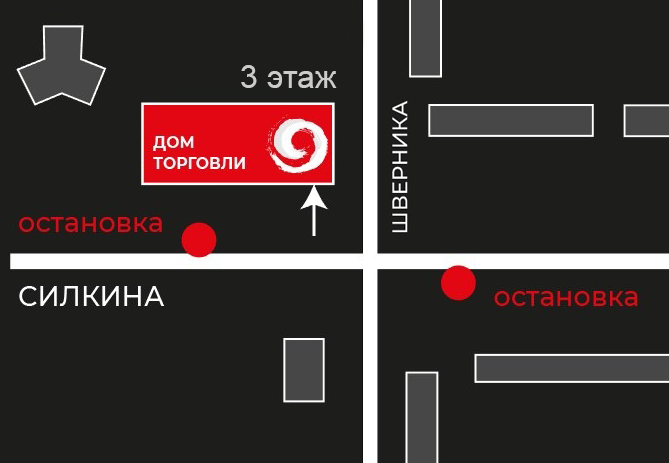 3 этаж
ДОМ
ТОРГОВЛИ
ШВЕРНИКА
остановка
СИЛКИНА
остановка